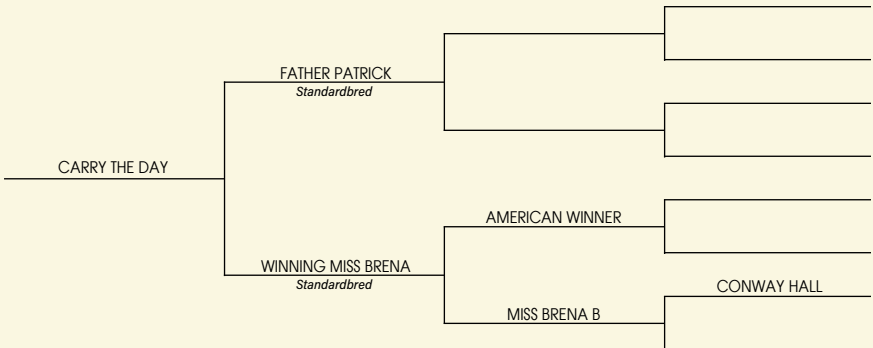 FATHER PATRICK
Standardbred
CARRY THE DAY
AMERICAN WINNER
WINNING MISS BRENA
Standardbred
CONWAY HALL
MISS BRENA B